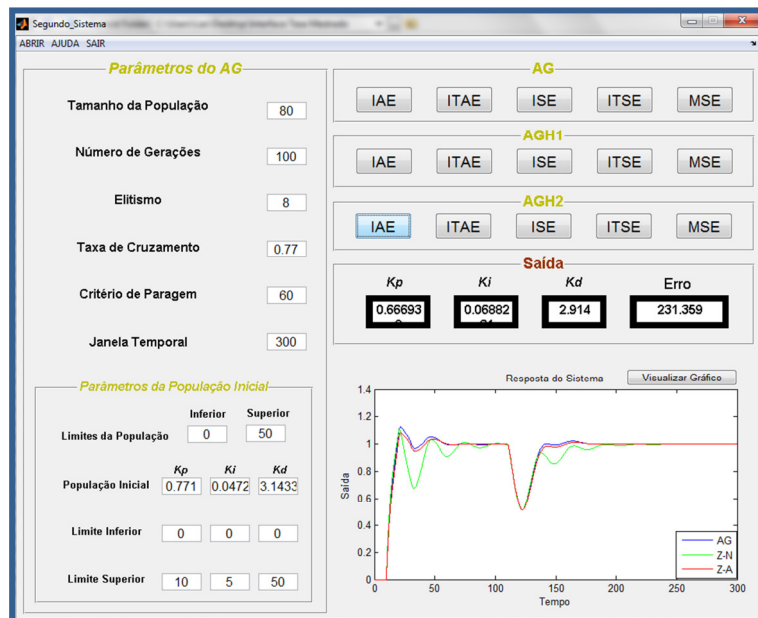 Segundo_Sistema
ABRIR AJUDA SAIR
Parâmetros do AG
Tamanho da População 80
Número de Gerações 100
Elitismo 8
Taxa de Cruzamento 0.77
Critério de Paragem 60
Janela Temporal 300
Parâmetros da População Inicial
Inferior Superior
Limites da População 0 50
Kp Ki Kd
População Inicial 0.771 0.0472 3.1433
Limite Inferior 0 0 0
Limite Superior 10 5 50
AG
IAE ITAE ISE ITSE MSE
AGH1
IAE ITAE ISE ITSE MSE
AGH2
IAE ITAE ISE ITSE MSE
Saída
Kp Ki Kd Erro
0.66693 0.06882 2.914 231.359
Resposta do Sistema Visualizar Gráfico
1.4
1.2
1
0.8
0.6
0.4
0.2
0
Saída
0 50 100 150 200 250 300
Tempo
AG
Z-N
Z-A